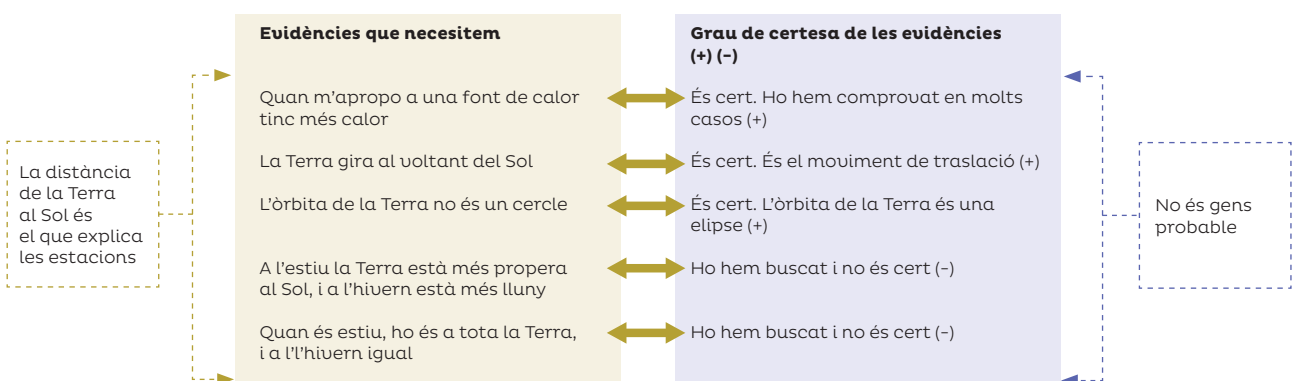 La distància
de la Terra
al Sol és
el que explica
les estacions
Evidències que necesitem
Quan m'apropo a una font de calor
tinc més calor
La Terra gira al voltant del Sol
L'òrbita de la Terra no és un cercle
A l'estiu la Terra està més propera
al Sol, i a l'hivern està més lluny
Quan és estiu, ho és a tota la Terra,
i a l'l'hivern igual
Grau de certesa de les evidències
(+) (–)
És cert. Ho hem comprovat en molts
casos (+)
És cert. És el moviment de traslació (+)
És cert. L'òrbita de la Terra és una
elipse (+)
Ho hem buscat i no és cert (–)
Ho hem buscat i no és cert (–)
No és gens
probable